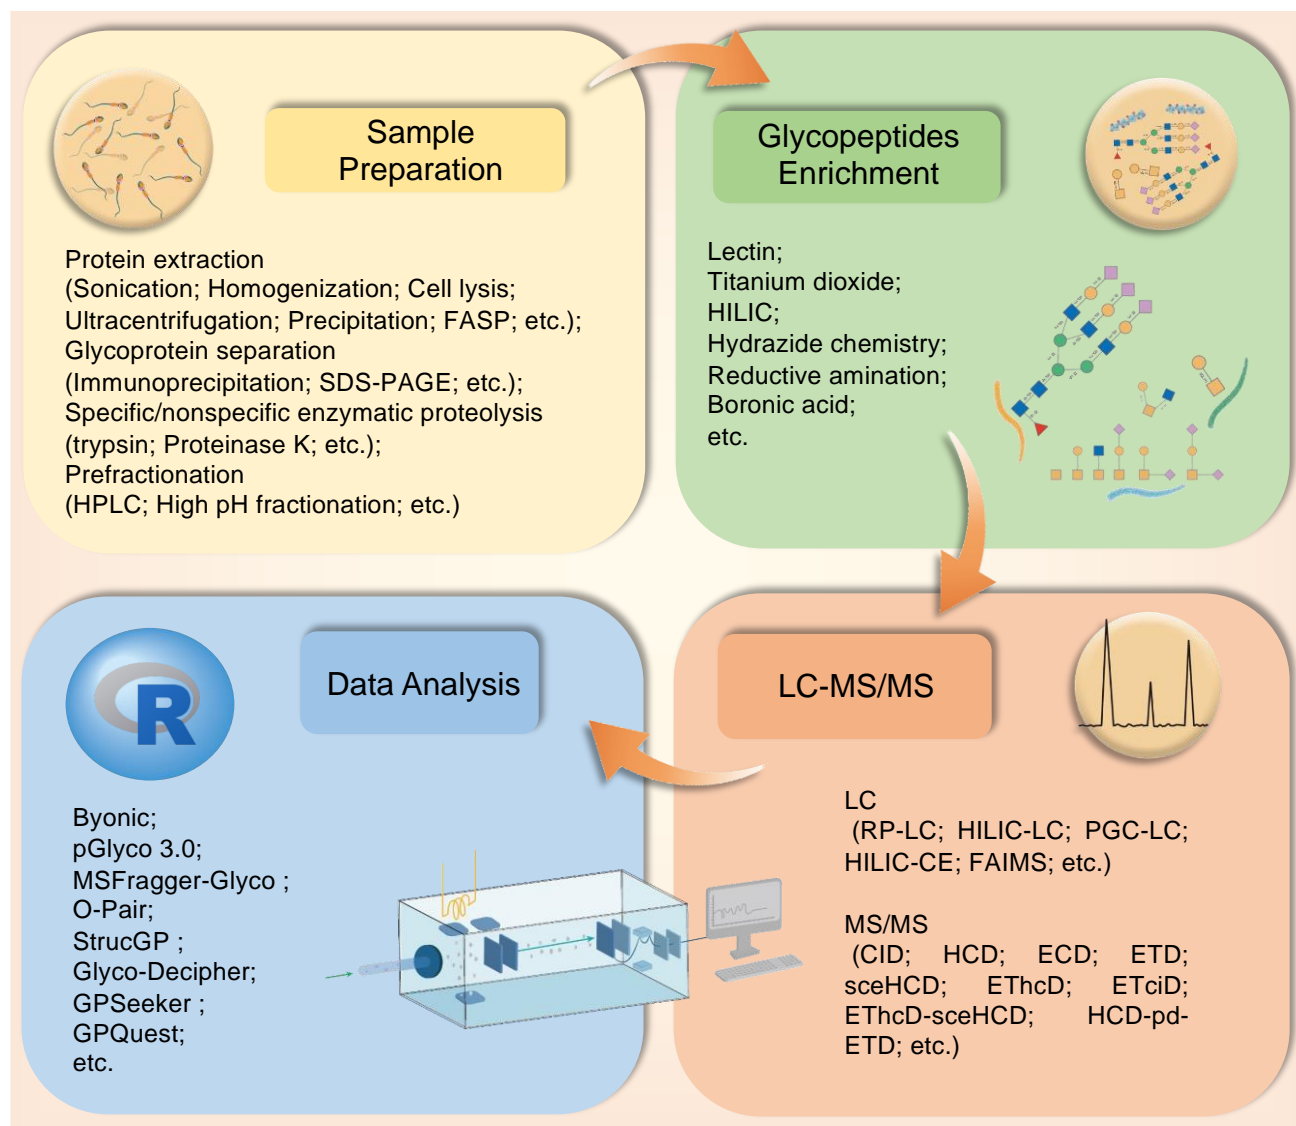 Sample
Preparation
Protein extraction
(Sonication; Homogenization; Cell lysis;
Ultracentrifugation; Precipitation; FASP; etc.);
Glycoprotein separation
(Immunoprecipitation; SDS-PAGE; etc.);
Specific/nonspecific enzymatic proteolysis
(trypsin; Proteinase K; etc.);
Prefractionation
(HPLC; High pH fractionation; etc.)
Glycopeptides
Enrichment
Lectin;
Titanium dioxide;
HILIC;
Hydrazide chemistry;
Reductive amination;
Boronic acid;
etc.
LC-MS/MS
LC
(RP-LC; HILIC-LC; PGC-LC;
HILIC-CE; FAIMS; etc.)
MS/MS
(CID; HCD; ECD; ETD;
sceHCD; EThcD; ETciD;
EThcD-sceHCD; HCD-pd-
ETD; etc.)
R
Data Analysis
Byonic;
pGlyco 3.0;
MSFragger-Glyco ;
O-Pair;
StrucGP ;
Glyco-Decipher;
GPSeeker ;
GPQuest;
etc.